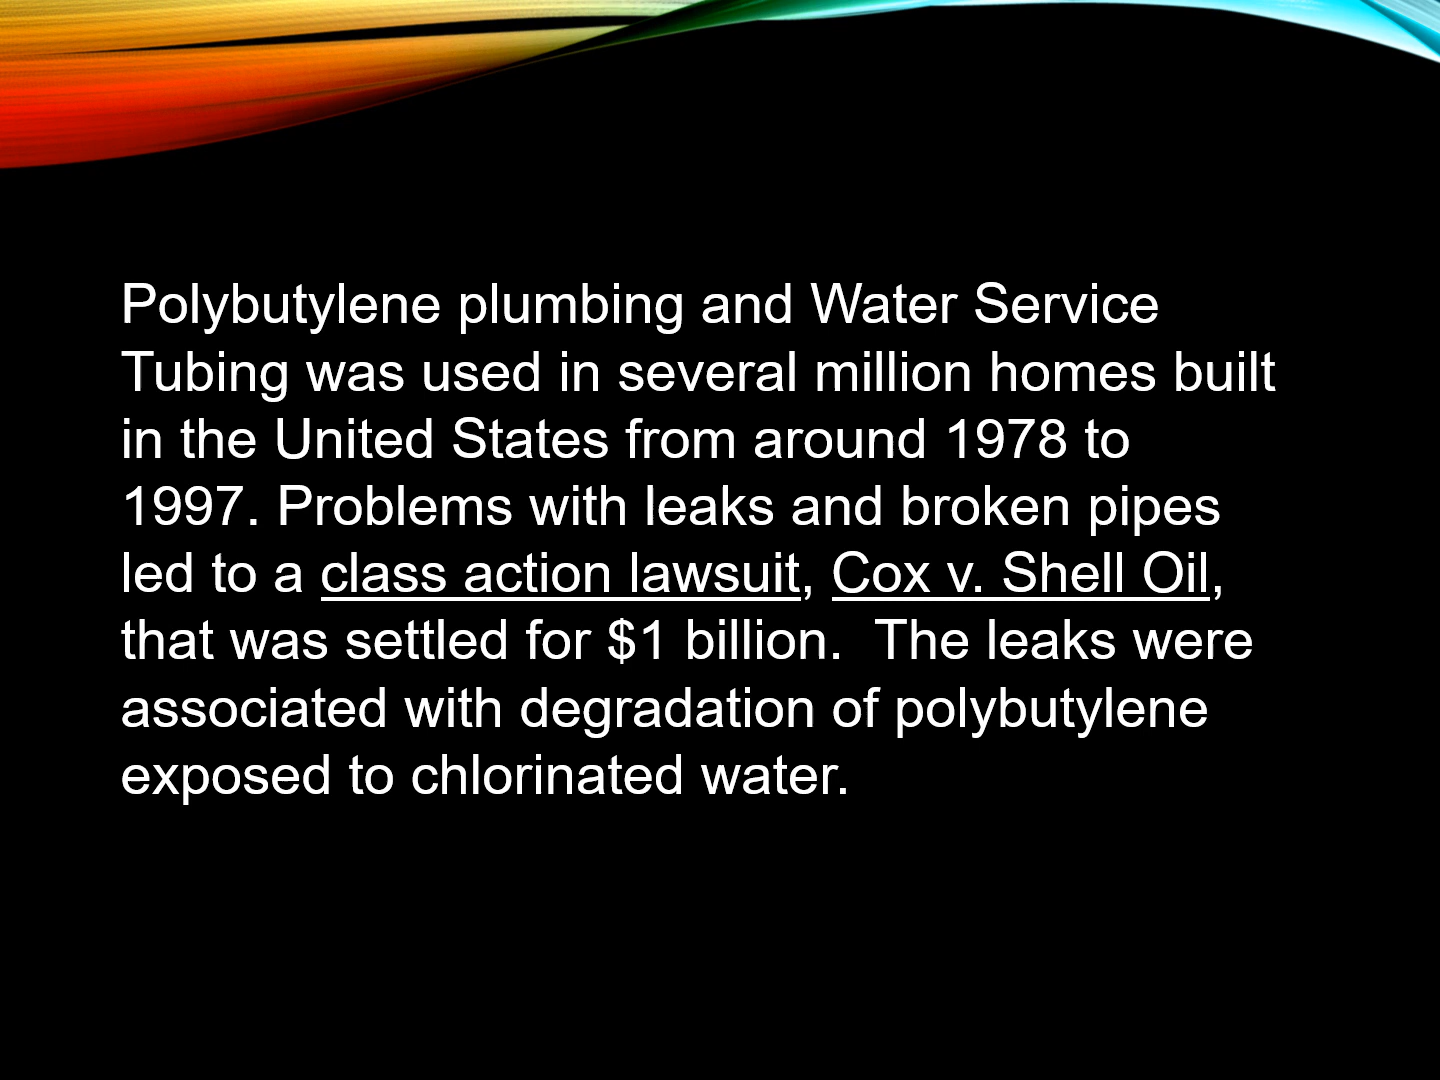 Polybutylene plumbing and Water Service
Tubing was used in several million homes built
in the United States from around 1978 to
1997. Problems with leaks and broken pipes
led to a class action lawsuit, Cox v. Shell Oil,
that was settled for $1 billion.  The leaks were
associated with degradation of polybutylene
exposed to chlorinated water.